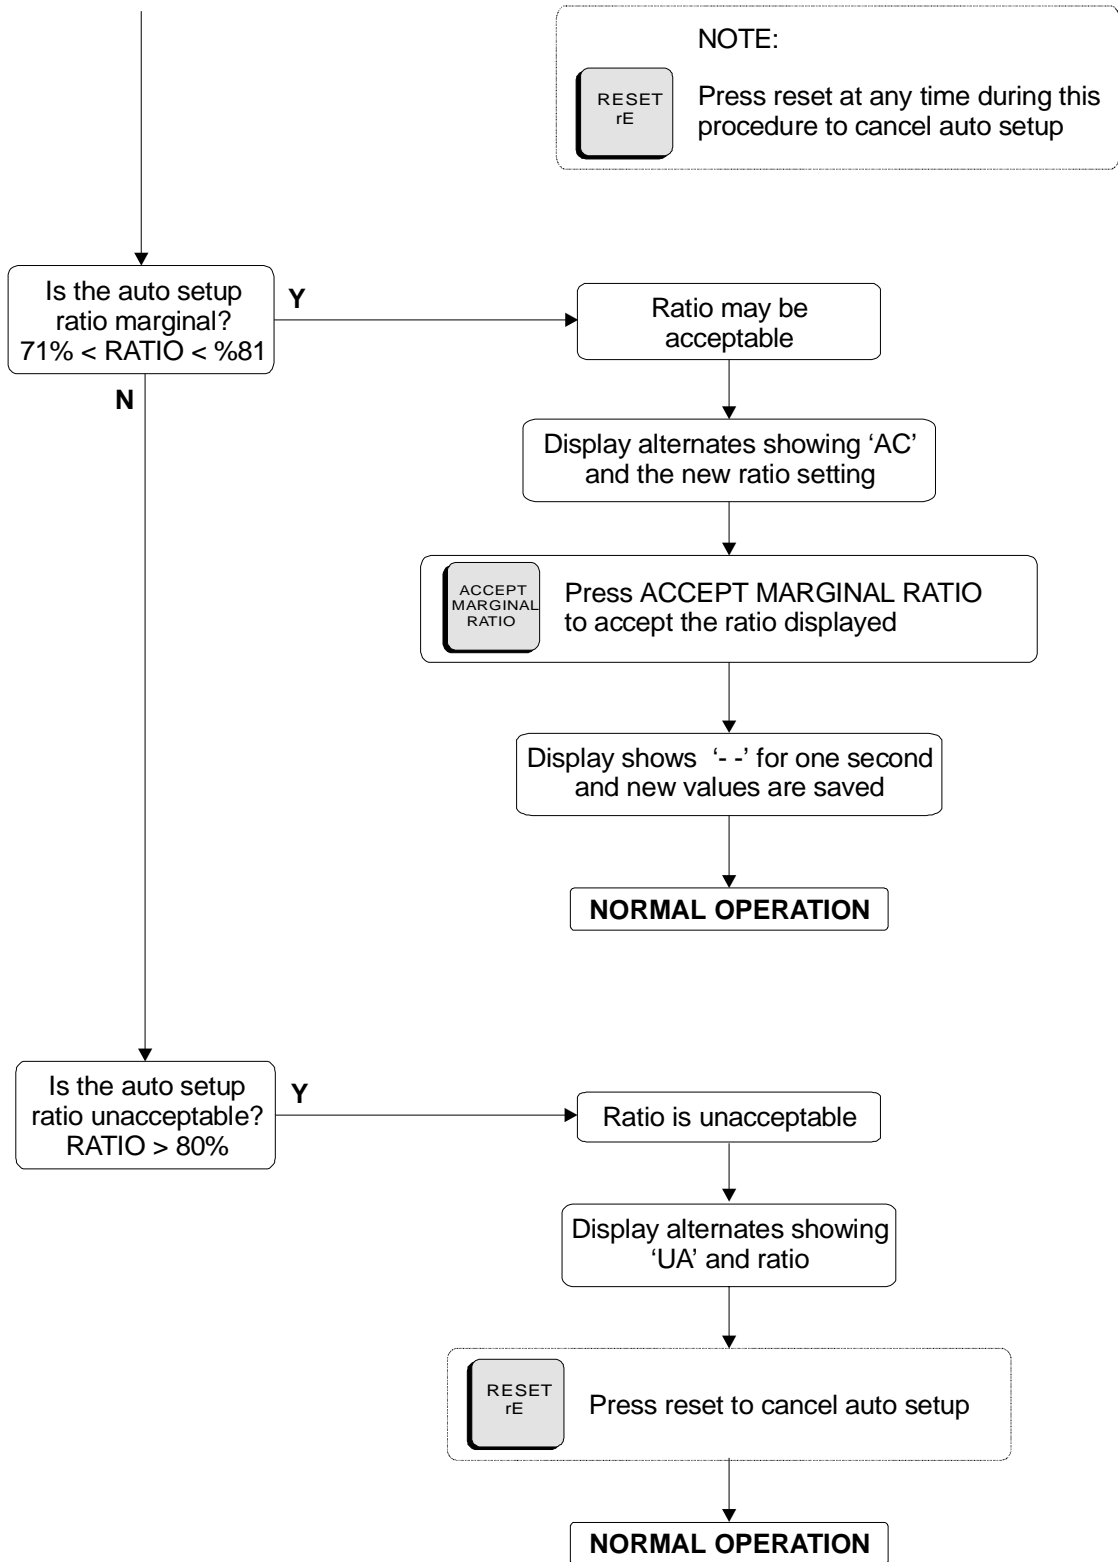 NOTE:
RESET
rE
Press reset at any time during this
procedure to cancel auto setup
Is the auto setup
ratio marginal?
71% < RATIO < %81
Y
N
Ratio may be
acceptable
Display alternates showing ‘AC’
and the new ratio setting
ACCEPT
MARGINAL
RATIO
Press ACCEPT MARGINAL RATIO
to accept the ratio displayed
Display shows ‘- -’ for one second
and new values are saved
NORMAL OPERATION
Is the auto setup
ratio unacceptable?
RATIO > 80%
Y
Ratio is unacceptable
Display alternates showing
‘UA’ and ratio
RESET
rE
Press reset to cancel auto setup
NORMAL OPERATION